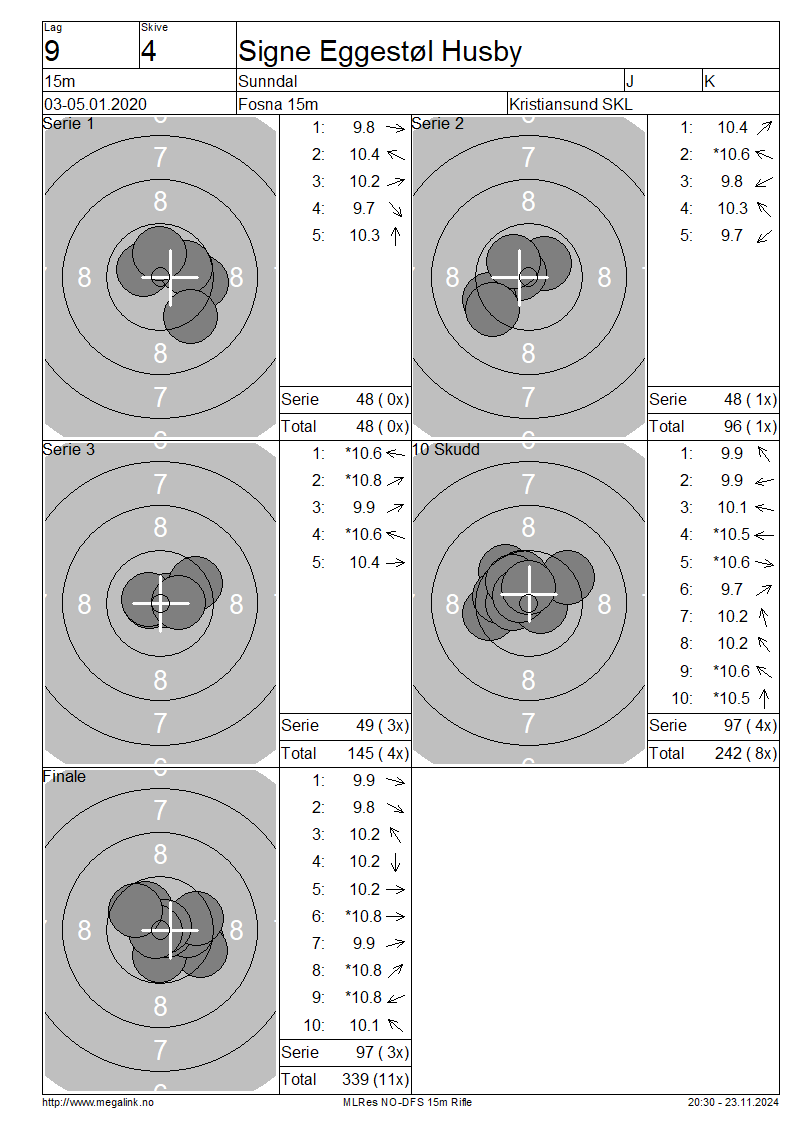 Lag
Skive
9
4
Signe Eggestøl Husby
15m
Sunndal
J
K
03-05.01.2020
Fosna 15m
Kristiansund SKL
Serie 1
6
7
8
8
8
8
7
6
1: 9.8
2: 10.4
3: 10.2
4: 9.7
5: 10.3
Serie 48 ( 0x)
Total 48 ( 0x)
Serie 2
6
7
8
8
8
8
7
6
1: 10.4
2: *10.6
3: 9.8
4: 10.3
5: 9.7
Serie 48 ( 1x)
Total 96 ( 1x)
Serie 3
7
8
8
8
8
7
6
1: *10.6
2: *10.8
3: 9.9
4: *10.6
5: 10.4
Serie 49 ( 3x)
Total 145 ( 4x)
10 Skudd
7
8
8
8
8
7
6
1: 9.9
2: 9.9
3: 10.1
4: *10.5
5: *10.6
6: 9.7
7: 10.2
8: 10.2
9: *10.6
10: *10.5
Serie 97 ( 4x)
Total 242 ( 8x)
Finale
7
8
8
8
8
7
6
1: 9.9
2: 9.8
3: 10.2
4: 10.2
5: 10.2
6: *10.8
7: 9.9
8: *10.8
9: *10.8
10: 10.1
Serie 97 ( 3x)
Total 339 (11x)
http://www.megalink.no
MLRes NO-DFS 15m Rifle
20:30 - 23.11.2024